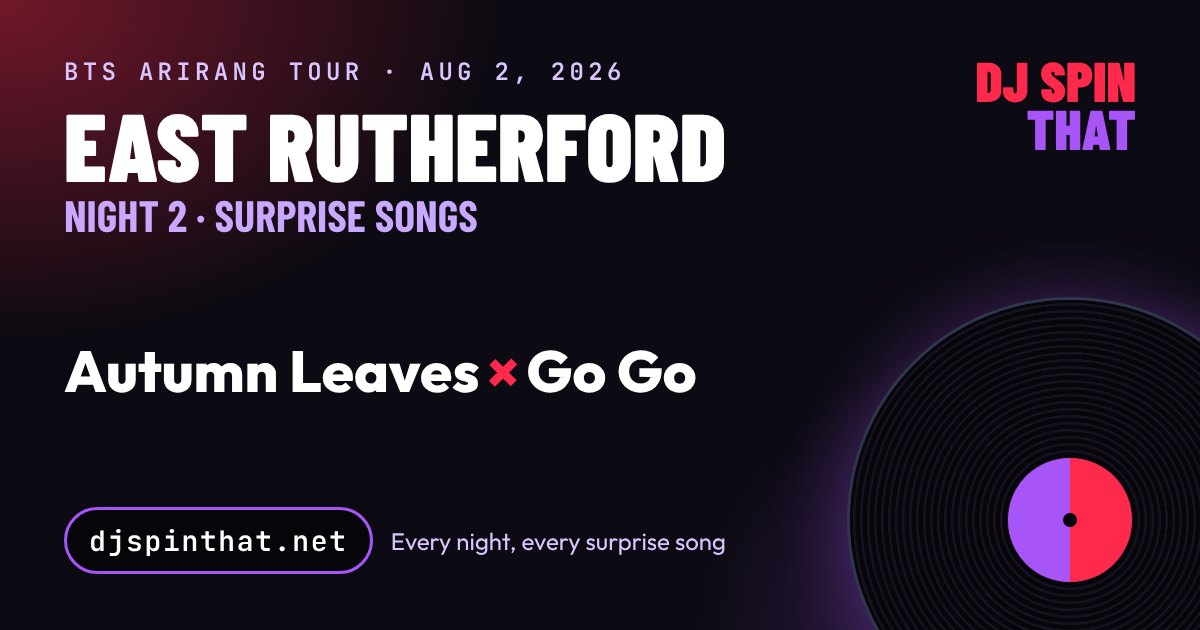 BTS ARIRANG TOUR · AUG 2, 2026
EAST RUTHERFORD
NIGHT 2 · SURPRISE SONGS
DJ SPIN
THAT
Autumn Leaves × Go Go
djspinthat.net
Every night, every surprise song